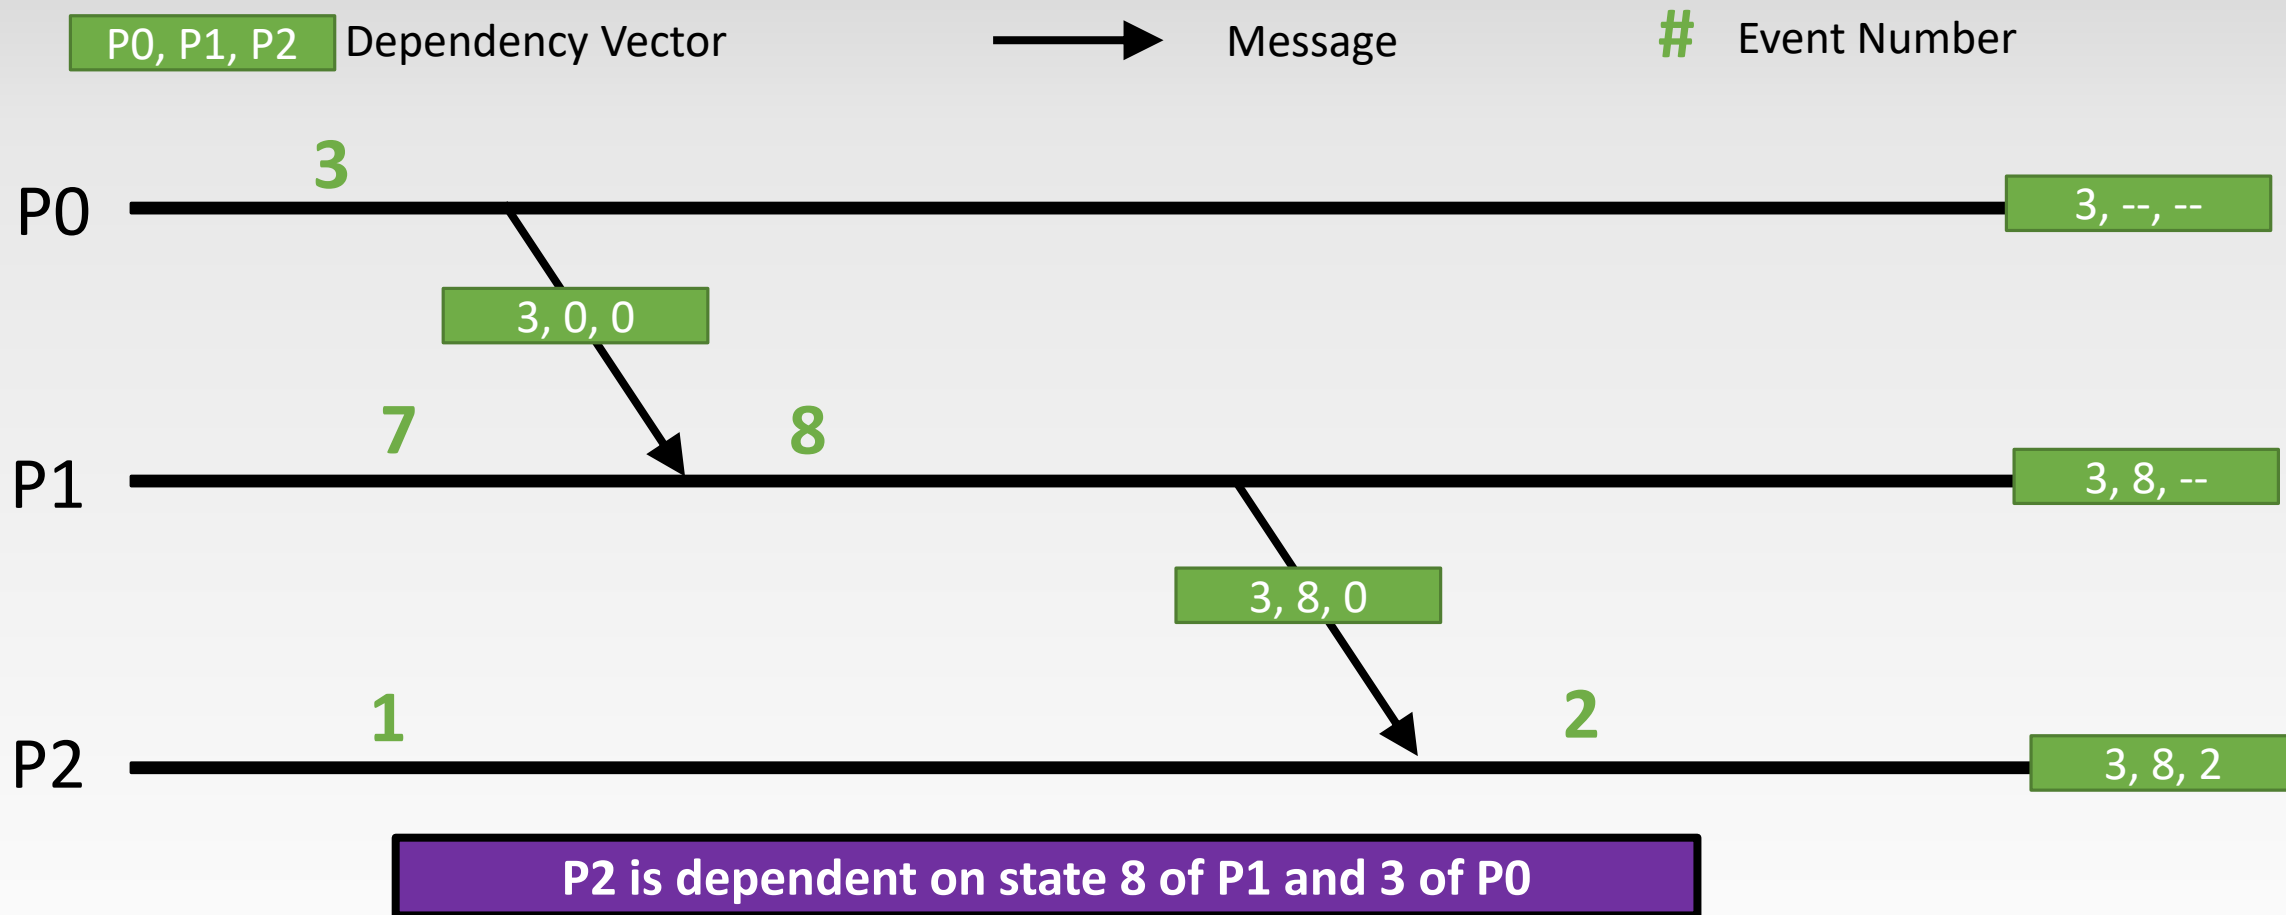 P0, P1, P2 Dependency Vector Message # Event Number
3
P0 3, --, --
3, 0, 0
7 8
P1 3, 8, --
3, 8, 0
1 2
P2 3, 8, 2
P2 is dependent on state 8 of P1 and 3 of P0